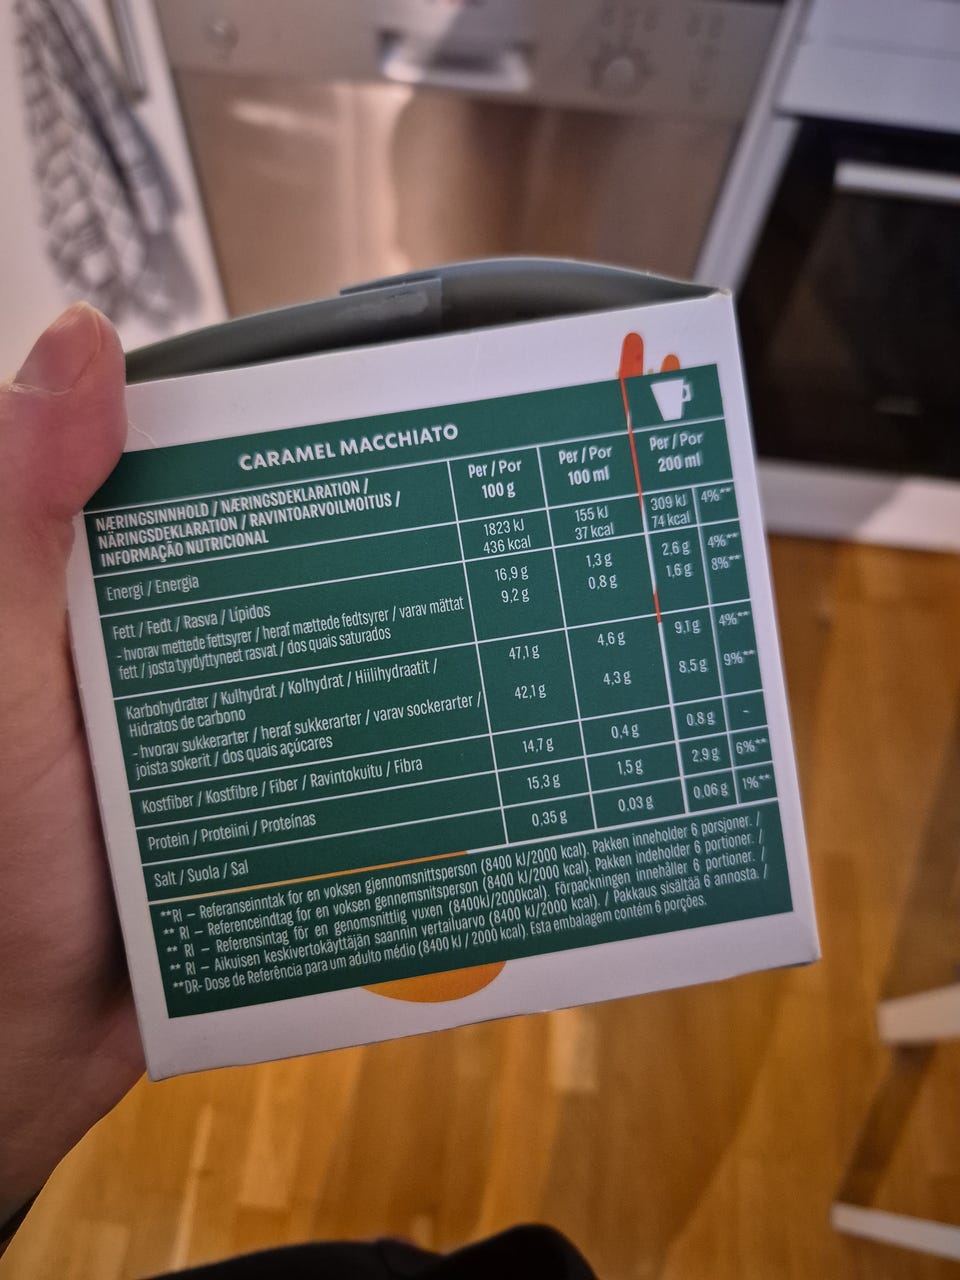 CARAMEL MACCHIATO
NÆRINGSINNHOLD / NÆRINGSDEKLARATION /
NÄRINGSDEKLARATION / RAVINTOARVOILMOITUS /
INFORMAÇÃO NUTRICIONAL
Per / Por
100 g
Per / Por
100 ml
Per / Por
200 ml
Energi / Energia
1823 kJ 155 kJ 309 kJ 4%**
436 kcal 37 kcal 74 kcal
Fett / Fedt / Rasva / Lípidos 16,9 g 1,3 g 2,6 g 4%**
- hvorav mettede fettsyrer / heraf mættede fedtsyrer / varav mättat 9,2 g 0,8 g 1,6 g 8%**
fett / josta tyydyttyneet rasvat / dos quais saturados
Karbohydrater / Kulhydrat / Kolhydrat / Hiilihydraatit / 47,1 g 4,6 g 9,1 g 4%**
Hidratos de carbono
- hvorav sukkerarter / heraf sukkerarter / varav sockerarter / 42,1 g 4,3 g 8,5 g 9%**
joista sokerit / dos quais açúcares
Kostfiber / Kostfibre / Fiber / Ravintokuitu / Fibra 14,7 g 0,4 g 0,8 g -
Protein / Proteiini / Proteínas 15,3 g 1,5 g 2,9 g 6%**
Salt / Suola / Sal 0,35 g 0,03 g 0,06 g 1%**
**RI – Referanseinntak for en voksen gjennomsnittsperson (8400 kJ/2000 kcal). Pakken inneholder 6 porsjoner. /
** RI – Referenceindtag for en voksen gennemsnitsperson (8400 kJ/2000 kcal). Pakken indeholder 6 portioner. /
** RI – Referensintag för en genomsnittlig vuxen (8400kJ/2000kcal). Förpackningen innehåller 6 portioner. /
** RI – Aikuisen keskivertokäyttäjän saannin vertailuarvo (8400 kJ/2000 kcal). / Pakkaus sisältää 6 annosta. /
**DR- Dose de Referência para um adulto médio (8400 kJ / 2000 kcal). Esta embalagem contém 6 porções.